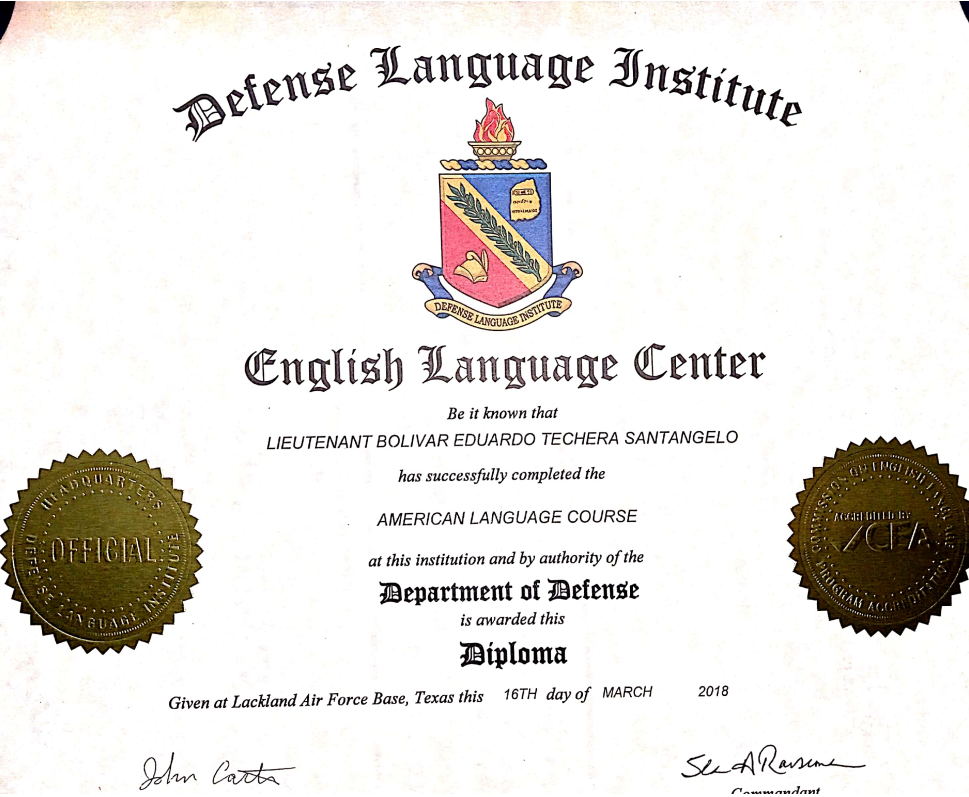 Defense Language Institute
DEFENSE LANGUAGE INSTITUTE
English Language Center
Be it known that
LIEUTENANT BOLIVAR EDUARDO TECHERA SANTANGELO
has successfully completed the
AMERICAN LANGUAGE COURSE
at this institution and by authority of the
Department of Defense
is awarded this
Diploma
Given at Lackland Air Force Base, Texas this 16TH day of MARCH 2018
HEADQUARTERS
OFFICIAL
DEFENSE LANGUAGE INSTITUTE
COMMISSION ON ENGLISH LANGUAGE
ACCREDITED BY
CEA
PROGRAM ACCREDITATION
John
Commandant